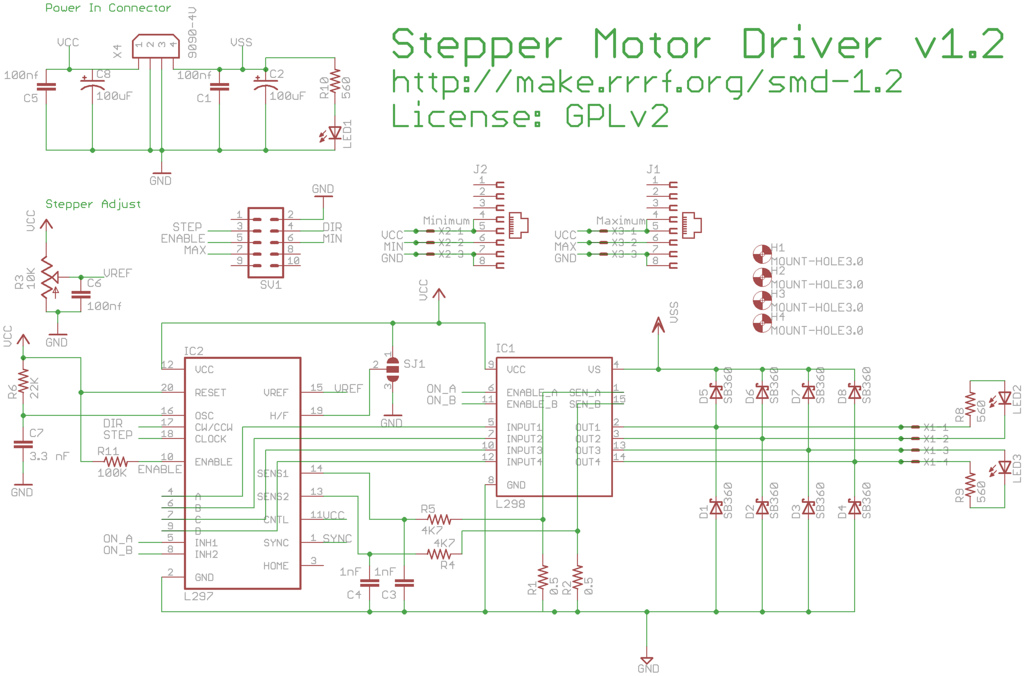 Power In Connector
Stepper Motor Driver v1.2
http://make.rrrf.org/smd-1.2
License: GPLv2
VCC
X4
1 2 3 4
9090-4V
VSS
C5
100nf
C8
100uF
C1
100nf
C2
100uF
R10
560
LED1
GND
Stepper Adjust
VCC
R3
10K
VREF
C6
100nf
GND
GND
STEP
ENABLE
MAX
1 2
3 4
5 6
7 8
9 10
DIR
MIN
SV1
J2
1
2
3
4
5
6
7
8
Minimum
VCC X2-1
MIN X2-2
GND X2-3
J1
1
2
3
4
5
6
7
8
Maximum
VCC X3-1
MAX X3-2
GND X3-3
H1
MOUNT-HOLE3.0
H2
MOUNT-HOLE3.0
H3
MOUNT-HOLE3.0
H4
MOUNT-HOLE3.0
VCC
VSS
VCC
R6
22K
C7
3.3 nF
GND
DIR
STEP
R11
100K
ENABLE
ON_A
ON_B
IC2
12 VCC
20 RESET
16 OSC
17 CW/CCW
18 CLOCK
10 ENABLE
4 A
6 B
7 C
9 D
5 INH1
8 INH2
2 GND
VREF 15
H/F 19
SENS1 14
SENS2 13
CNTL 11
SYNC 1
HOME 3
L297
VREF
VCC
SYNC
SJ1
1
2
3
GND
ON_A
ON_B
IC1
9 VCC
6 ENABLE_A
11 ENABLE_B
5 INPUT1
7 INPUT2
10 INPUT3
12 INPUT4
8 GND
VS 4
SEN_A 1
SEN_B 15
OUT1 2
OUT2 3
OUT3 13
OUT4 14
L298
R5
4K7
4K7
R4
1nF
C4
1nF
C3
R1
0.5
R2
0.5
D5
SB360
D6
SB360
D7
SB360
D8
SB360
D1
SB360
D2
SB360
D3
SB360
D4
SB360
X1-1
X1-2
X1-3
X1-4
R8
560
LED2
R9
560
LED3
GND